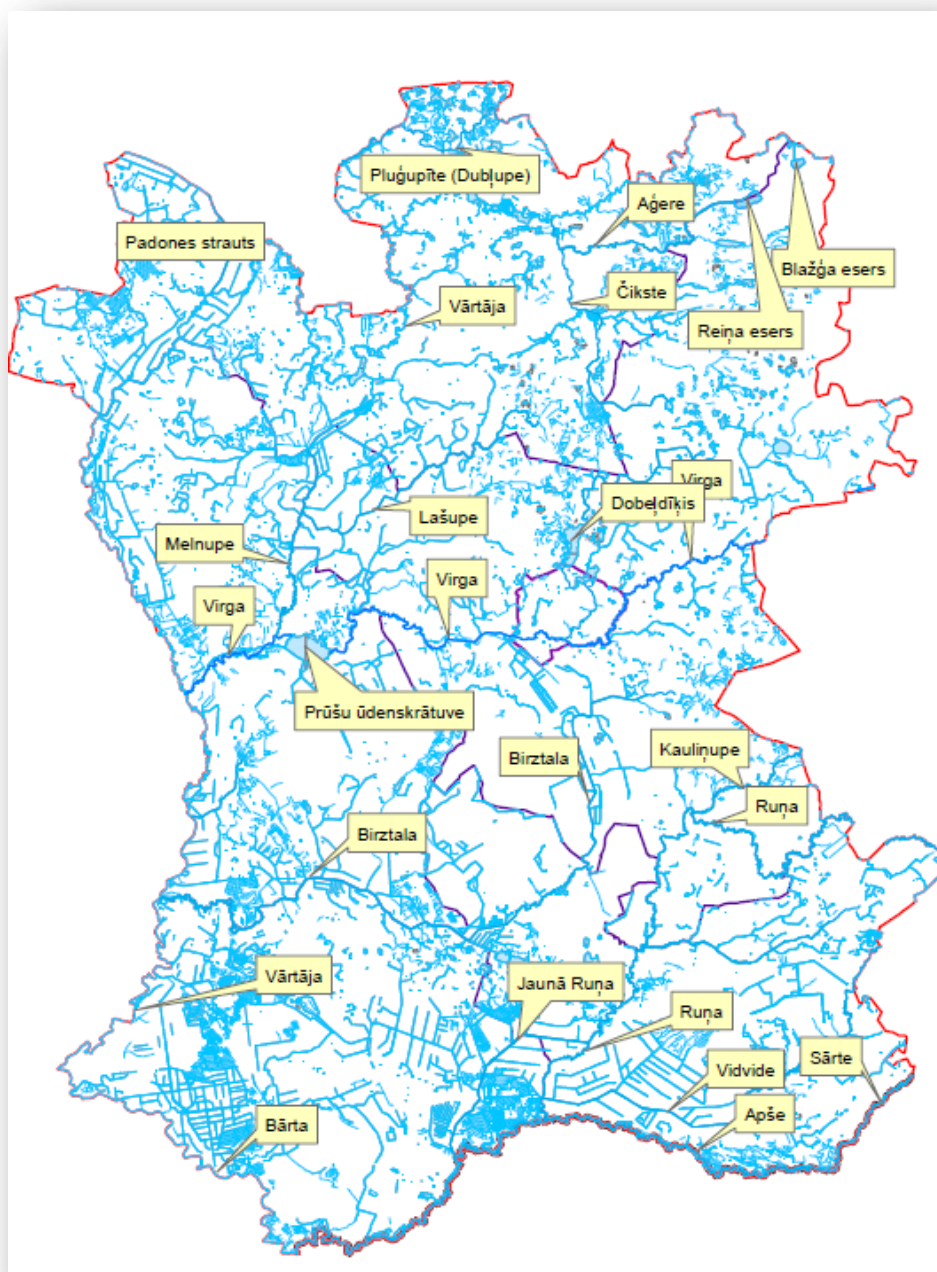 Pluģupīte (Dubļupe)
Aģere
Padones strauts
Blažģa esers
Čikste
Vārtāja
Reiņa esers
Virga
Dobeļdīķis
Lašupe
Melnupe
Virga
Virga
Prūšu ūdenskrātuve
Kauliņupe
Birztala
Ruņa
Birztala
Vārtāja
Jaunā Ruņa
Ruņa
Sārte
Vidvide
Apše
Bārta